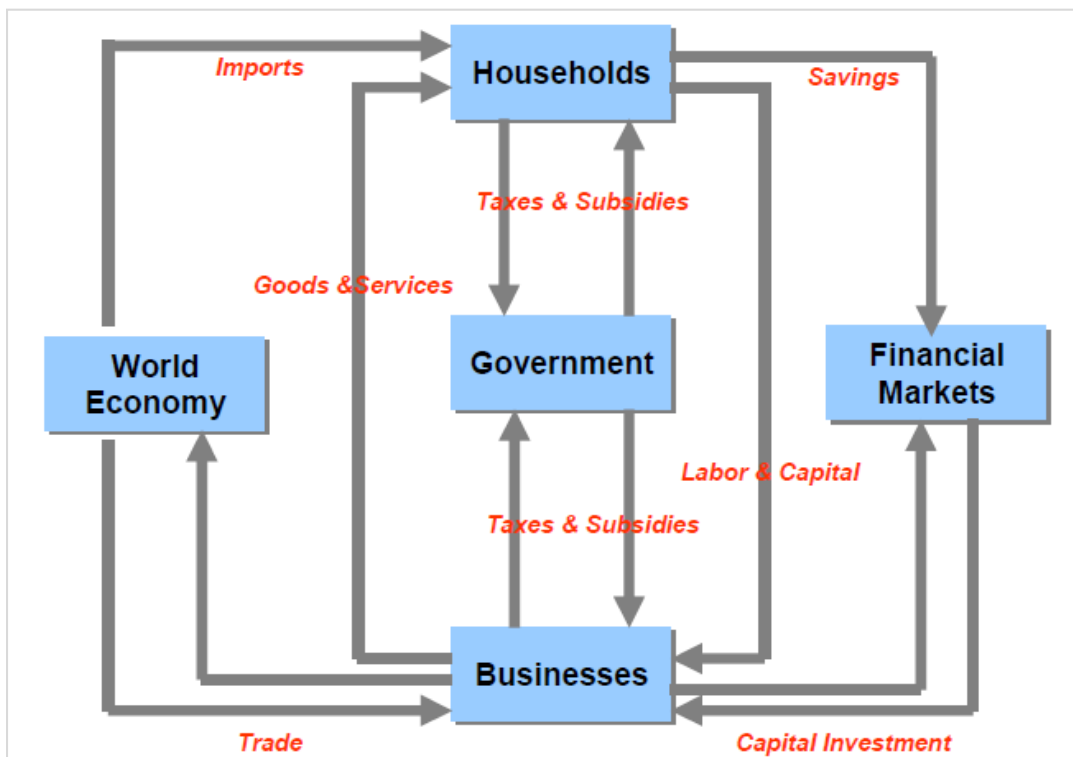 Imports
Households
Savings
Taxes & Subsidies
Goods &Services
World
Economy
Government
Financial
Markets
Labor & Capital
Taxes & Subsidies
Businesses
Trade
Capital Investment